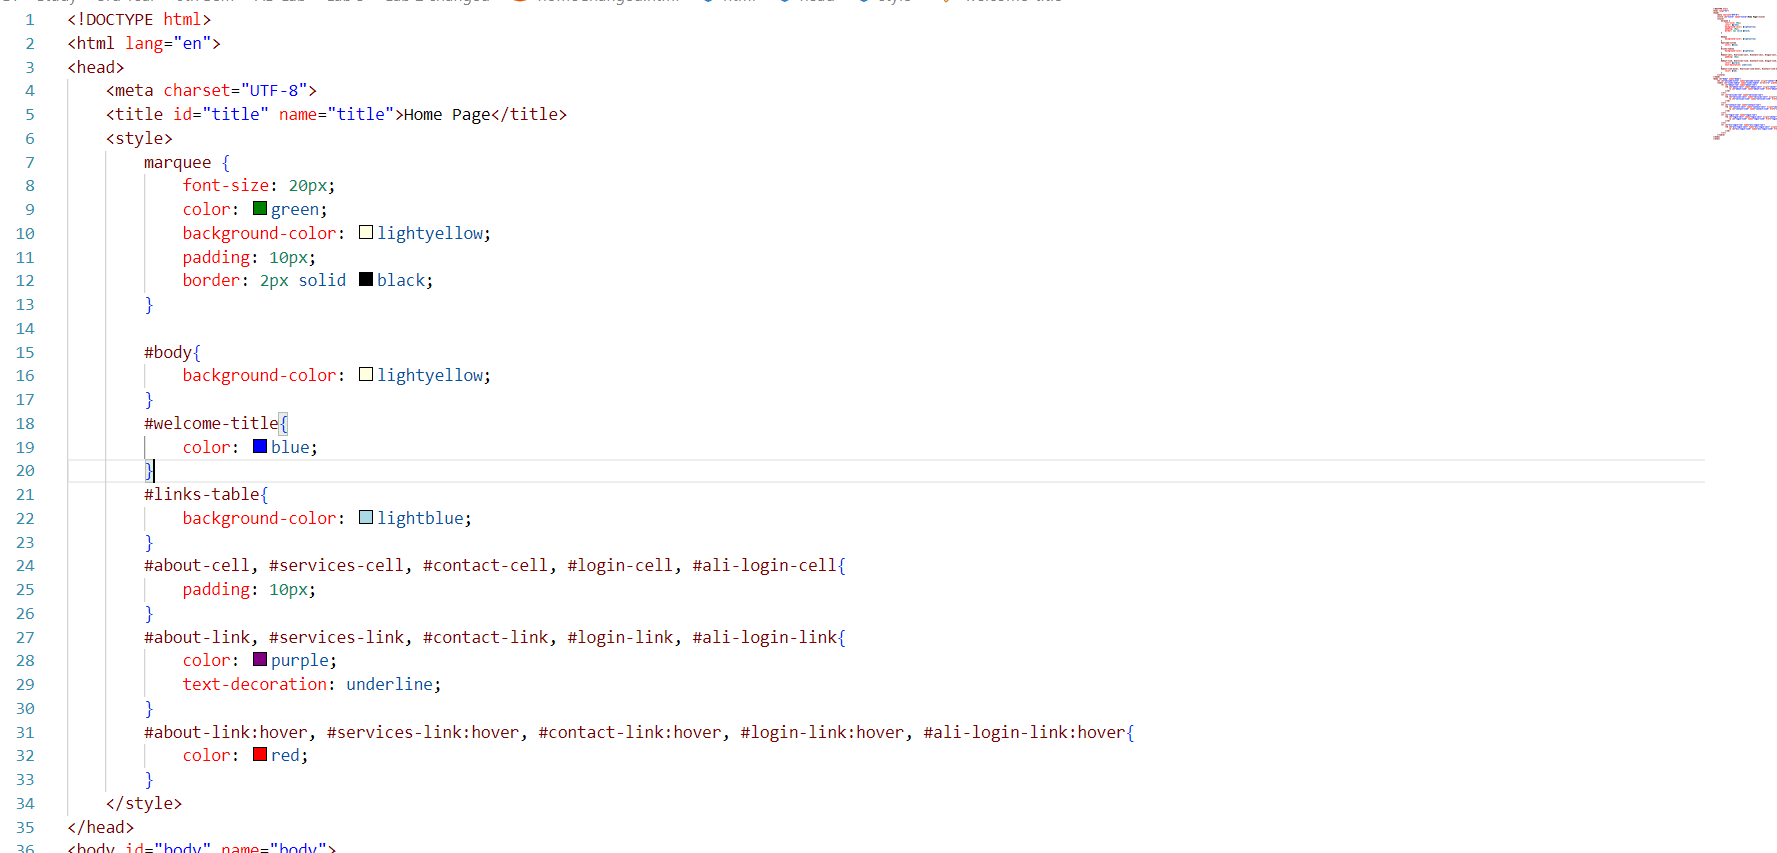 1 <!DOCTYPE html>
2 <html lang="en">
3 <head>
4 <meta charset="UTF-8">
5 <title id="title" name="title">Home Page</title>
6 <style>
7 marquee {
8 font-size: 20px;
9 color: green;
10 background-color: lightyellow;
11 padding: 10px;
12 border: 2px solid black;
13 }
14
15 #body{
16 background-color: lightyellow;
17 }
18 #welcome-title{
19 color: blue;
20 }
21 #links-table{
22 background-color: lightblue;
23 }
24 #about-cell, #services-cell, #contact-cell, #login-cell, #ali-login-cell{
25 padding: 10px;
26 }
27 #about-link, #services-link, #contact-link, #login-link, #ali-login-link{
28 color: purple;
29 text-decoration: underline;
30 }
31 #about-link:hover, #services-link:hover, #contact-link:hover, #login-link:hover, #ali-login-link:hover{
32 color: red;
33 }
34 </style>
35 </head>
36 <body id="body" name="body">